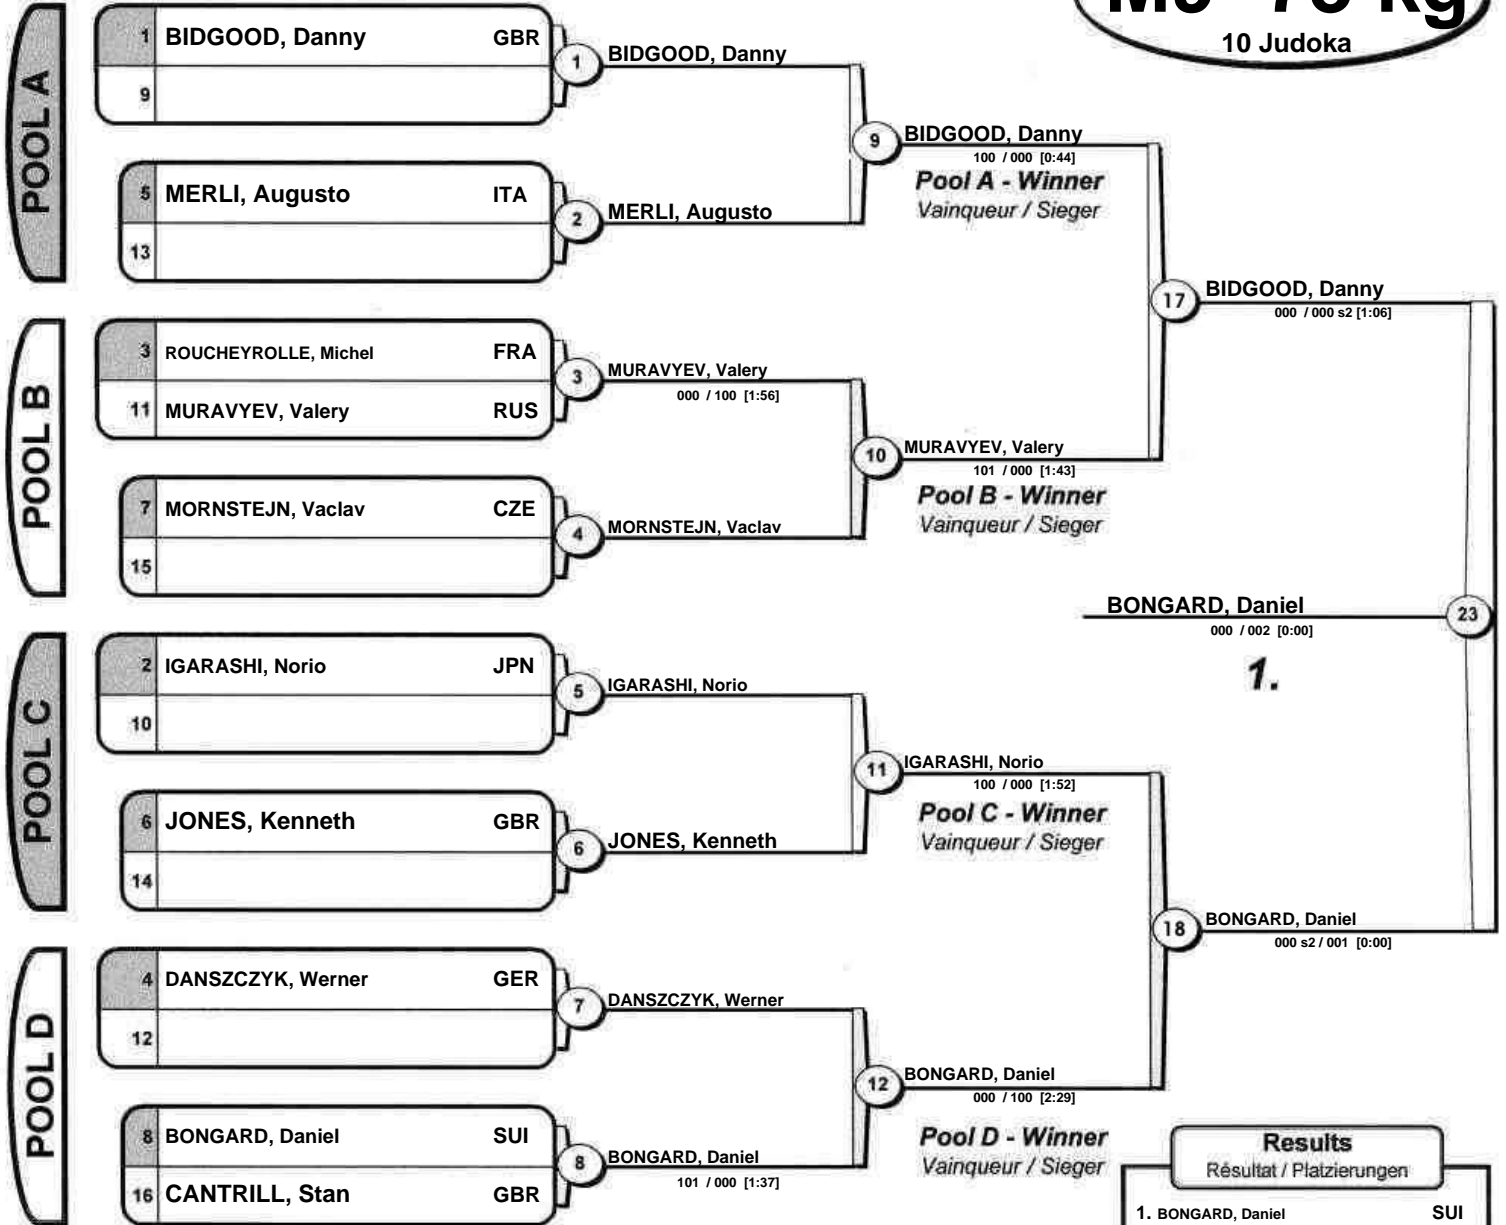 10 Judoka
POOL A
1 BIDGOOD, Danny GBR
9
1 BIDGOOD, Danny
5 MERLI, Augusto ITA
13
2 MERLI, Augusto
9 BIDGOOD, Danny
100 / 000 [0:44]
Pool A - Winner
Vainqueur / Sieger
POOL B
3 ROUCHEYROLLE, Michel FRA
11 MURAVYEV, Valery RUS
3 MURAVYEV, Valery
000 / 100 [1:56]
7 MORNSTEJN, Vaclav CZE
15
4 MORNSTEJN, Vaclav
10 MURAVYEV, Valery
101 / 000 [1:43]
Pool B - Winner
Vainqueur / Sieger
17 BIDGOOD, Danny
000 / 000 s2 [1:06]
BONGARD, Daniel 23
000 / 002 [0:00]
1.
POOL C
2 IGARASHI, Norio JPN
10
5 IGARASHI, Norio
6 JONES, Kenneth GBR
14
6 JONES, Kenneth
11 IGARASHI, Norio
100 / 000 [1:52]
Pool C - Winner
Vainqueur / Sieger
18 BONGARD, Daniel
000 s2 / 001 [0:00]
POOL D
4 DANSZCZYK, Werner GER
12
7 DANSZCZYK, Werner
8 BONGARD, Daniel SUI
16 CANTRILL, Stan GBR
8 BONGARD, Daniel
101 / 000 [1:37]
12 BONGARD, Daniel
000 / 100 [2:29]
Pool D - Winner
Vainqueur / Sieger
Results
Résultat / Platzierungen
1. BONGARD, Daniel SUI